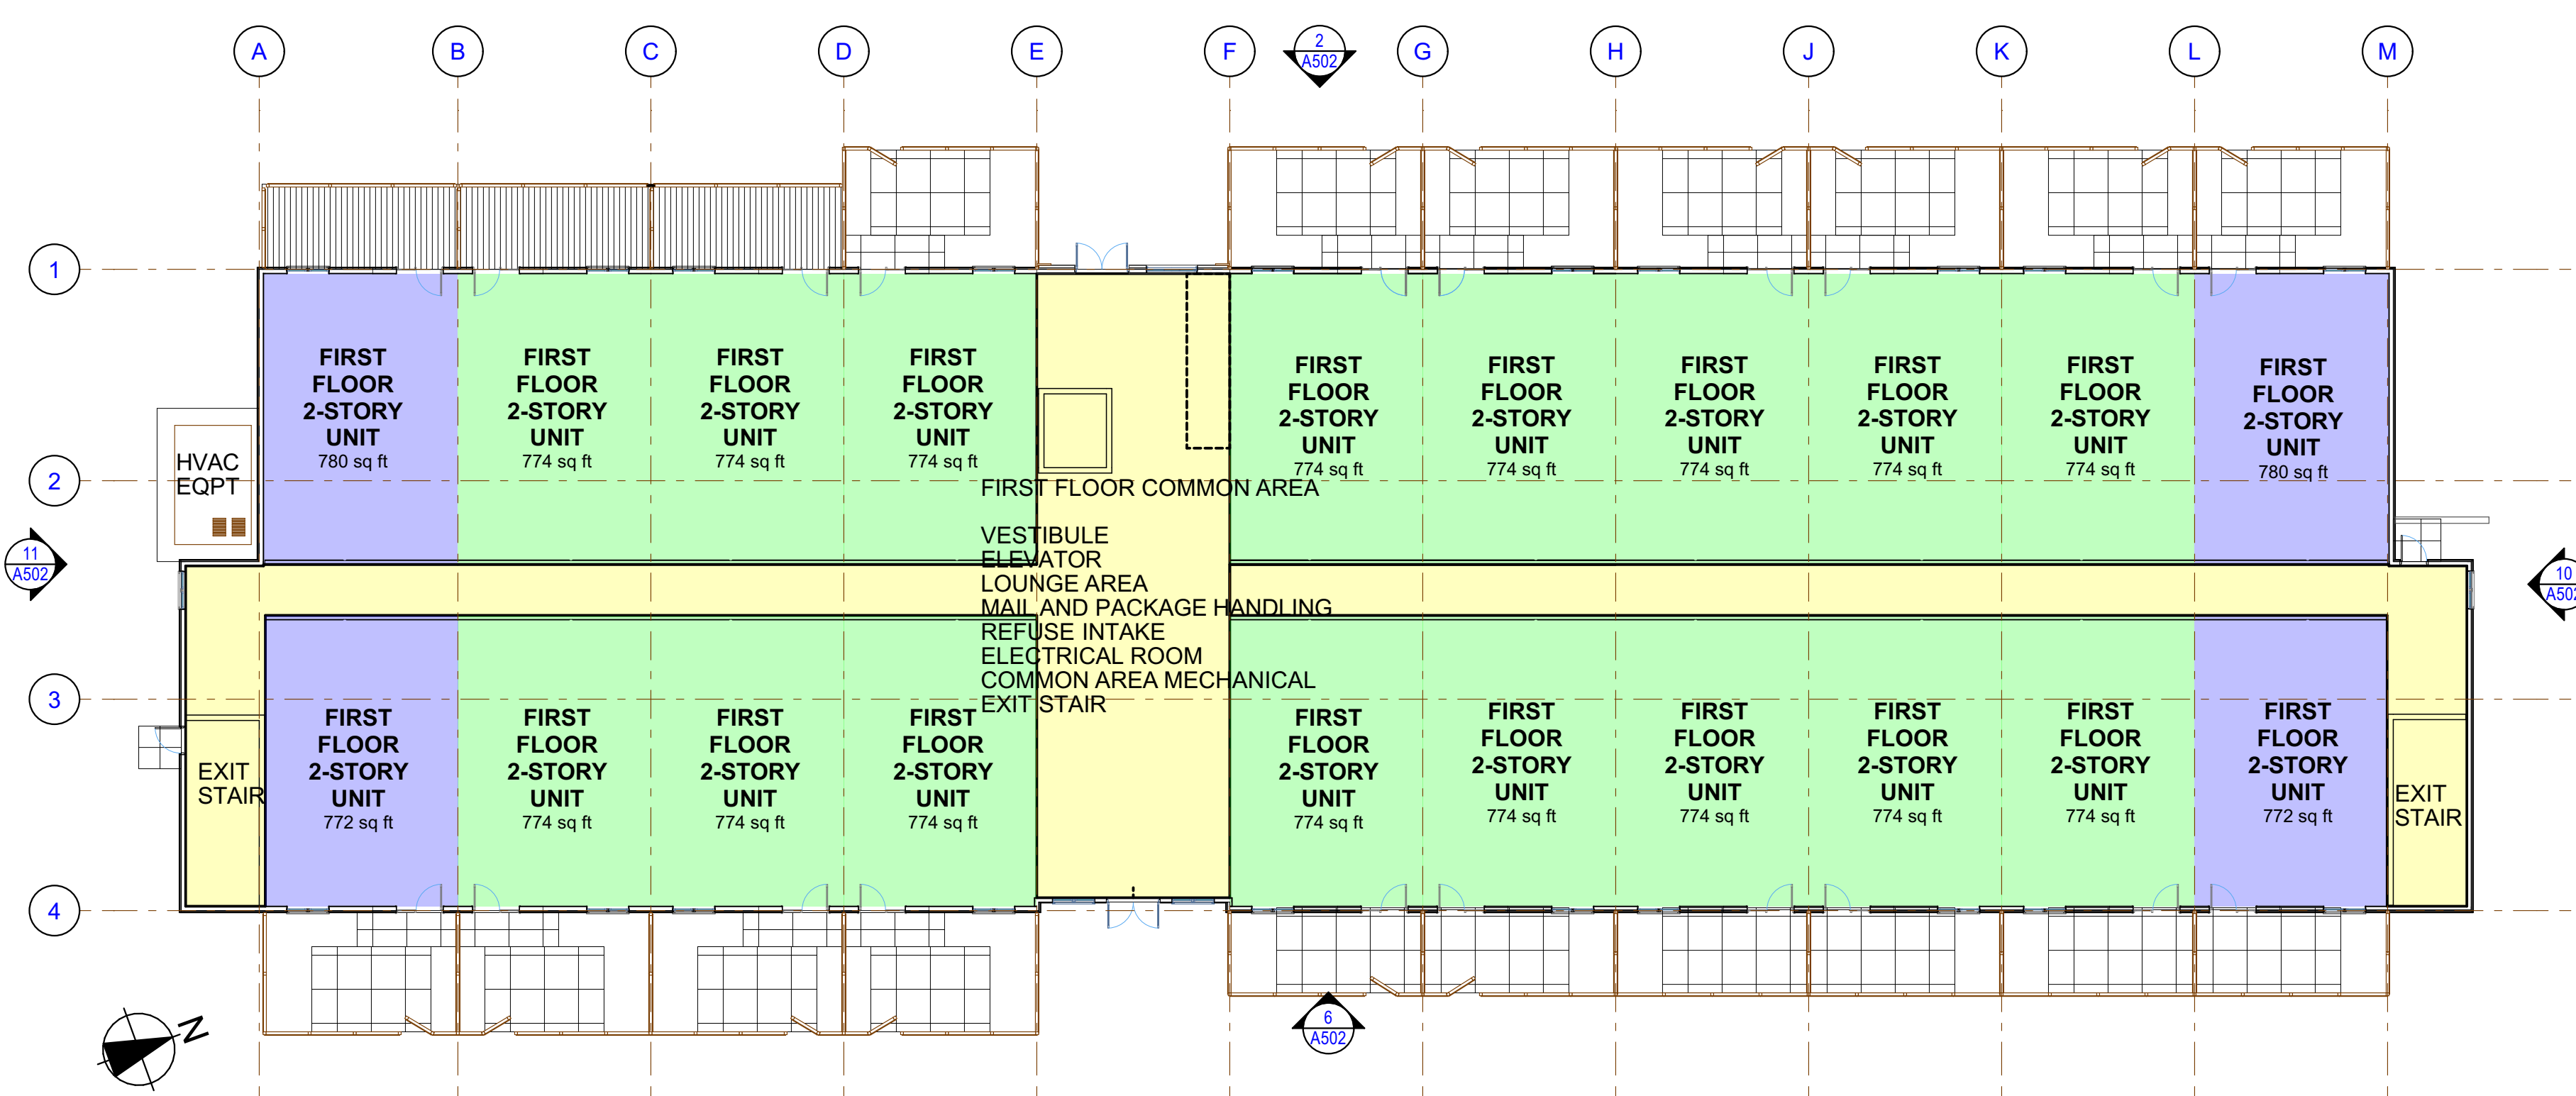 A
B
C
D
E
F
2
A502
G
H
J
K
L
M
1
FIRST
FLOOR
2-STORY
UNIT
780 sq ft
FIRST
FLOOR
2-STORY
UNIT
774 sq ft
FIRST
FLOOR
2-STORY
UNIT
774 sq ft
FIRST
FLOOR
2-STORY
UNIT
774 sq ft
FIRST
FLOOR
2-STORY
UNIT
774 sq ft
FIRST
FLOOR
2-STORY
UNIT
774 sq ft
FIRST
FLOOR
2-STORY
UNIT
774 sq ft
FIRST
FLOOR
2-STORY
UNIT
774 sq ft
FIRST
FLOOR
2-STORY
UNIT
774 sq ft
FIRST
FLOOR
2-STORY
UNIT
780 sq ft
HVAC
EQPT
2
11
A502
FIRST FLOOR COMMON AREA
VESTIBULE
ELEVATOR
LOUNGE AREA
MAIL AND PACKAGE HANDLING
REFUSE INTAKE
ELECTRICAL ROOM
COMMON AREA MECHANICAL
EXIT STAIR
10
A502
3
EXIT
STAIR
FIRST
FLOOR
2-STORY
UNIT
772 sq ft
FIRST
FLOOR
2-STORY
UNIT
774 sq ft
FIRST
FLOOR
2-STORY
UNIT
774 sq ft
FIRST
FLOOR
2-STORY
UNIT
774 sq ft
FIRST
FLOOR
2-STORY
UNIT
774 sq ft
FIRST
FLOOR
2-STORY
UNIT
774 sq ft
FIRST
FLOOR
2-STORY
UNIT
774 sq ft
FIRST
FLOOR
2-STORY
UNIT
774 sq ft
FIRST
FLOOR
2-STORY
UNIT
774 sq ft
FIRST
FLOOR
2-STORY
UNIT
772 sq ft
EXIT
STAIR
4
N
6
A502